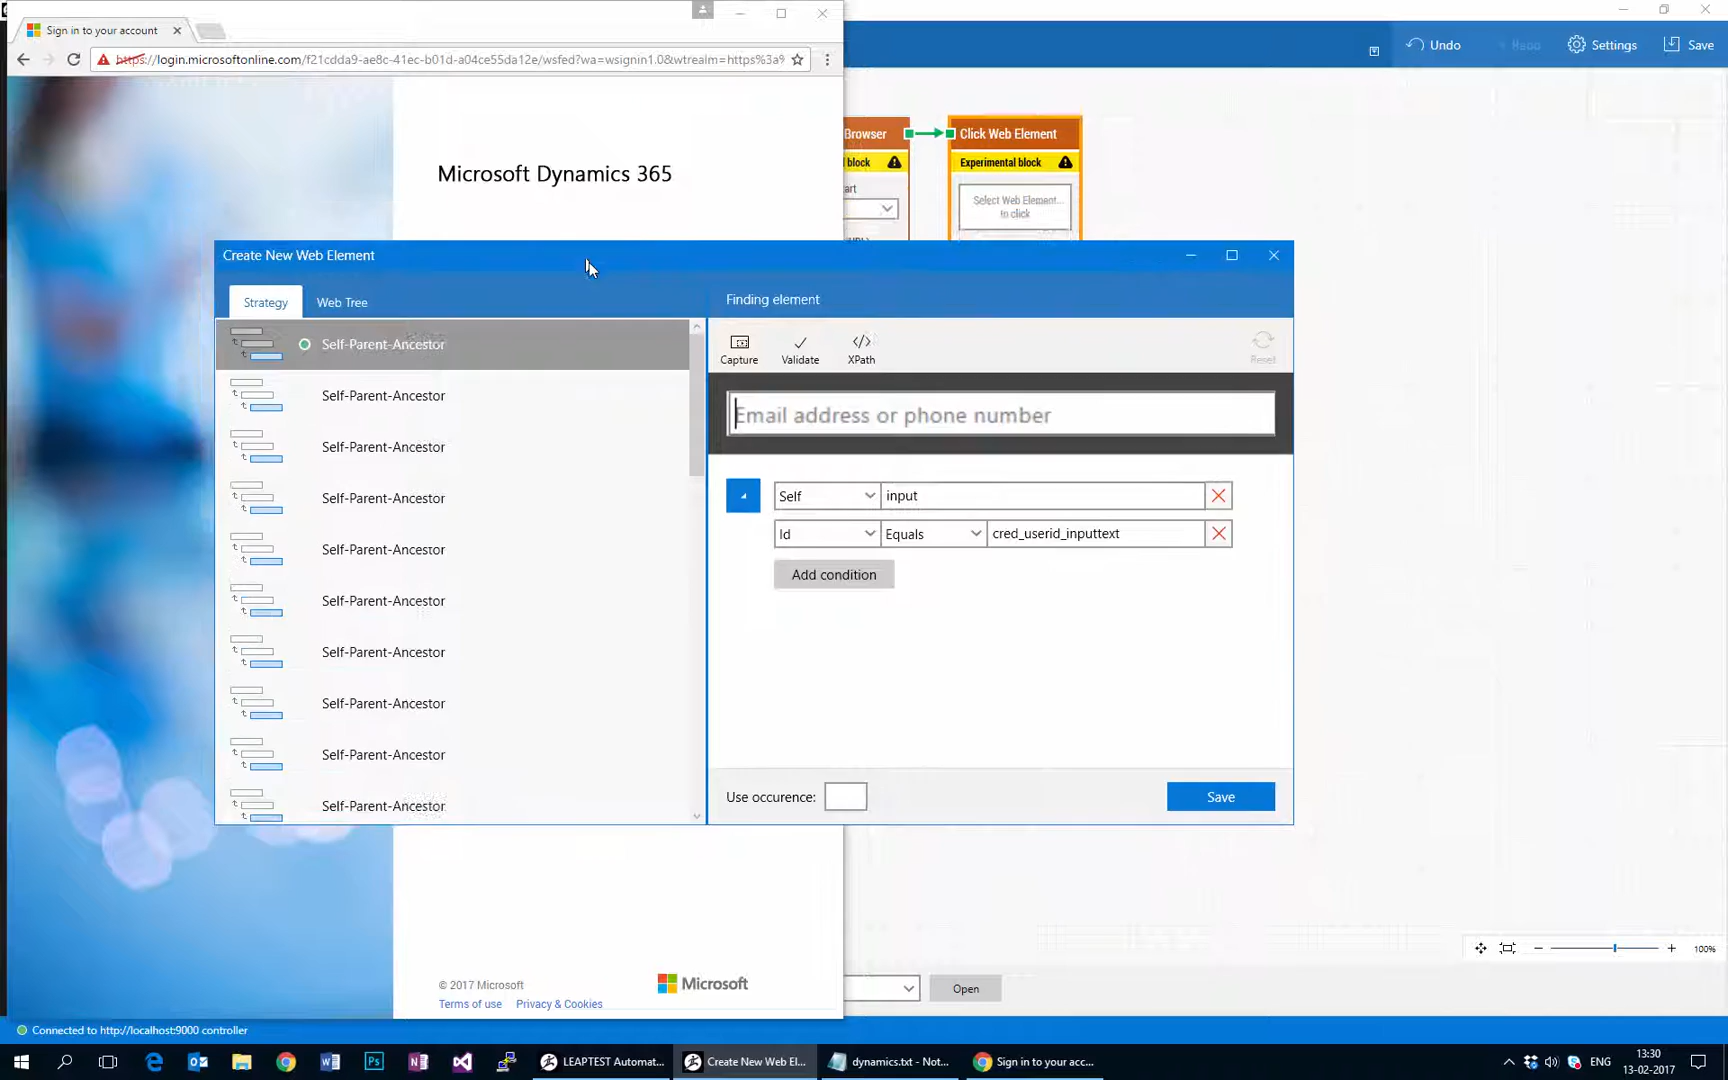 Sign in to your account
https://login.microsoftonline.com/f21cdda9-ae8c-41ec-b01d-a04ce55da12e/wsfed?wa=wsignin1.0&wtrealm=https%3a%
Undo
Redo
Settings
Save
Microsoft Dynamics 365
Browser
Click Web Element
block
Experimental block
art
Select Web Element...
to click
Create New Web Element
Strategy
Web Tree
Finding element
Self-Parent-Ancestor
Capture
Validate
XPath
Reset
Self-Parent-Ancestor
Email address or phone number
Self-Parent-Ancestor
Self-Parent-Ancestor
Self
input
Self-Parent-Ancestor
Id
Equals
cred_userid_inputtext
Add condition
Self-Parent-Ancestor
Self-Parent-Ancestor
Self-Parent-Ancestor
Self-Parent-Ancestor
Self-Parent-Ancestor
Use occurence:
Save
100%
© 2017 Microsoft
Microsoft
Terms of use
Privacy & Cookies
Open
Connected to http://localhost:9000 controller
LEAPTEST Automat...
Create New Web El...
dynamics.txt - Not...
Sign in to your acc...
ENG
13:30
13-02-2017